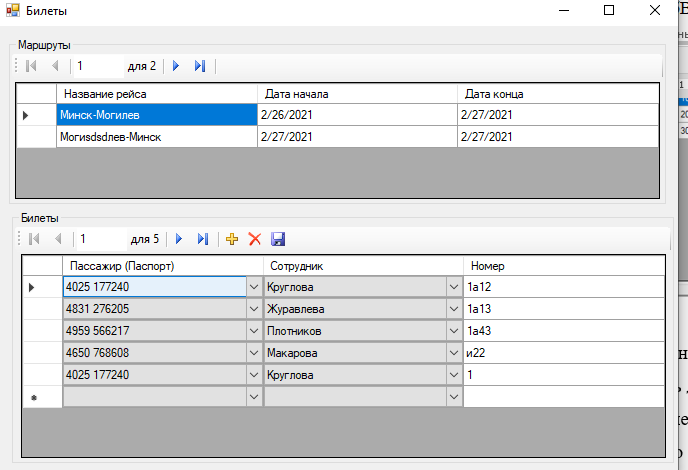 Билеты
Маршруты
1 для 2
Название рейса Дата начала Дата конца
Минск-Могилев 2/26/2021 2/27/2021
Могиsdsdлев-Минск 2/27/2021 2/27/2021
Билеты
1 для 5
Пассажир (Паспорт) Сотрудник Номер
4025 177240 Круглова 1а12
4831 276205 Журавлева 1а13
4959 566217 Плотников 1а43
4650 768608 Макарова и22
4025 177240 Круглова 1